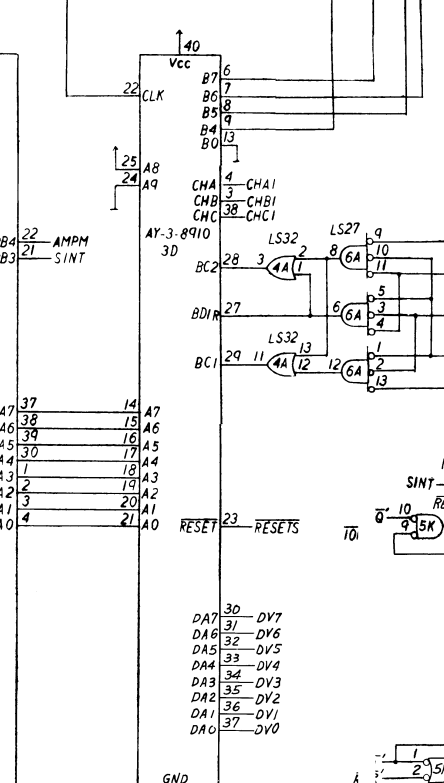 40
Vcc
22 CLK
B7 6
B6 7
B5 8
B4 9
B0 13
25 A8
24 A9
CHA 4 CHA1
CHB 3 CHB1
CHC 38 CHC1
AY-3-8910
3D
B4 22 AMPM
B3 21 SINT
LS32
LS27
BC2 28 3 4A 2 1
8 6A 9 10 11
BDIR 27
6 6A 5 3 4
LS32
BC1 29 11 4A 13 12
12 6A 1 2 13
A7 37 14 A7
A6 38 15 A6
A5 39 16 A5
A4 30 17 A4
A3 1 18 A3
A2 2 19 A2
A1 3 20 A1
A0 4 21 A0
SINT
RESET 23 RESETS
IOI
Q' 10 9 5K
DA7 30 DV7
DA6 31 DV6
DA5 32 DV5
DA4 33 DV4
DA3 34 DV3
DA2 35 DV2
DA1 36 DV1
DA0 37 DV0
GND
1
2